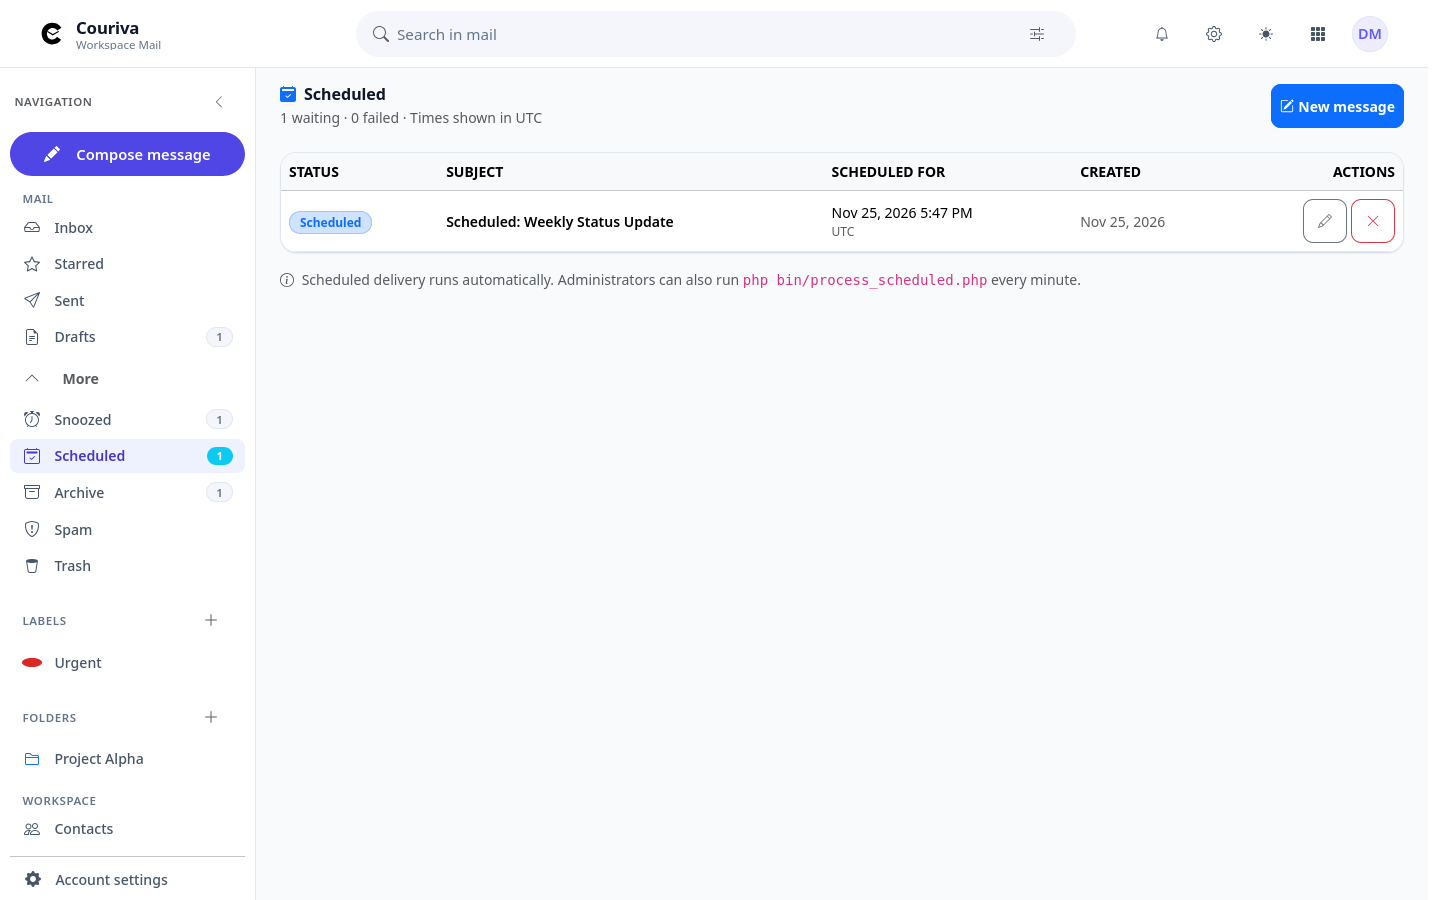 Couriva
Workspace Mail
Search in mail
DM
NAVIGATION
Compose message
MAIL
Inbox
Starred
Sent
Drafts 1
More
Snoozed 1
Scheduled 1
Archive 1
Spam
Trash
LABELS
Urgent
FOLDERS
Project Alpha
WORKSPACE
Contacts
Account settings
Scheduled
1 waiting · 0 failed · Times shown in UTC
New message
STATUS SUBJECT SCHEDULED FOR CREATED ACTIONS
Scheduled Scheduled: Weekly Status Update Nov 25, 2026 5:47 PM Nov 25, 2026
UTC
Scheduled delivery runs automatically. Administrators can also run php bin/process_scheduled.php every minute.